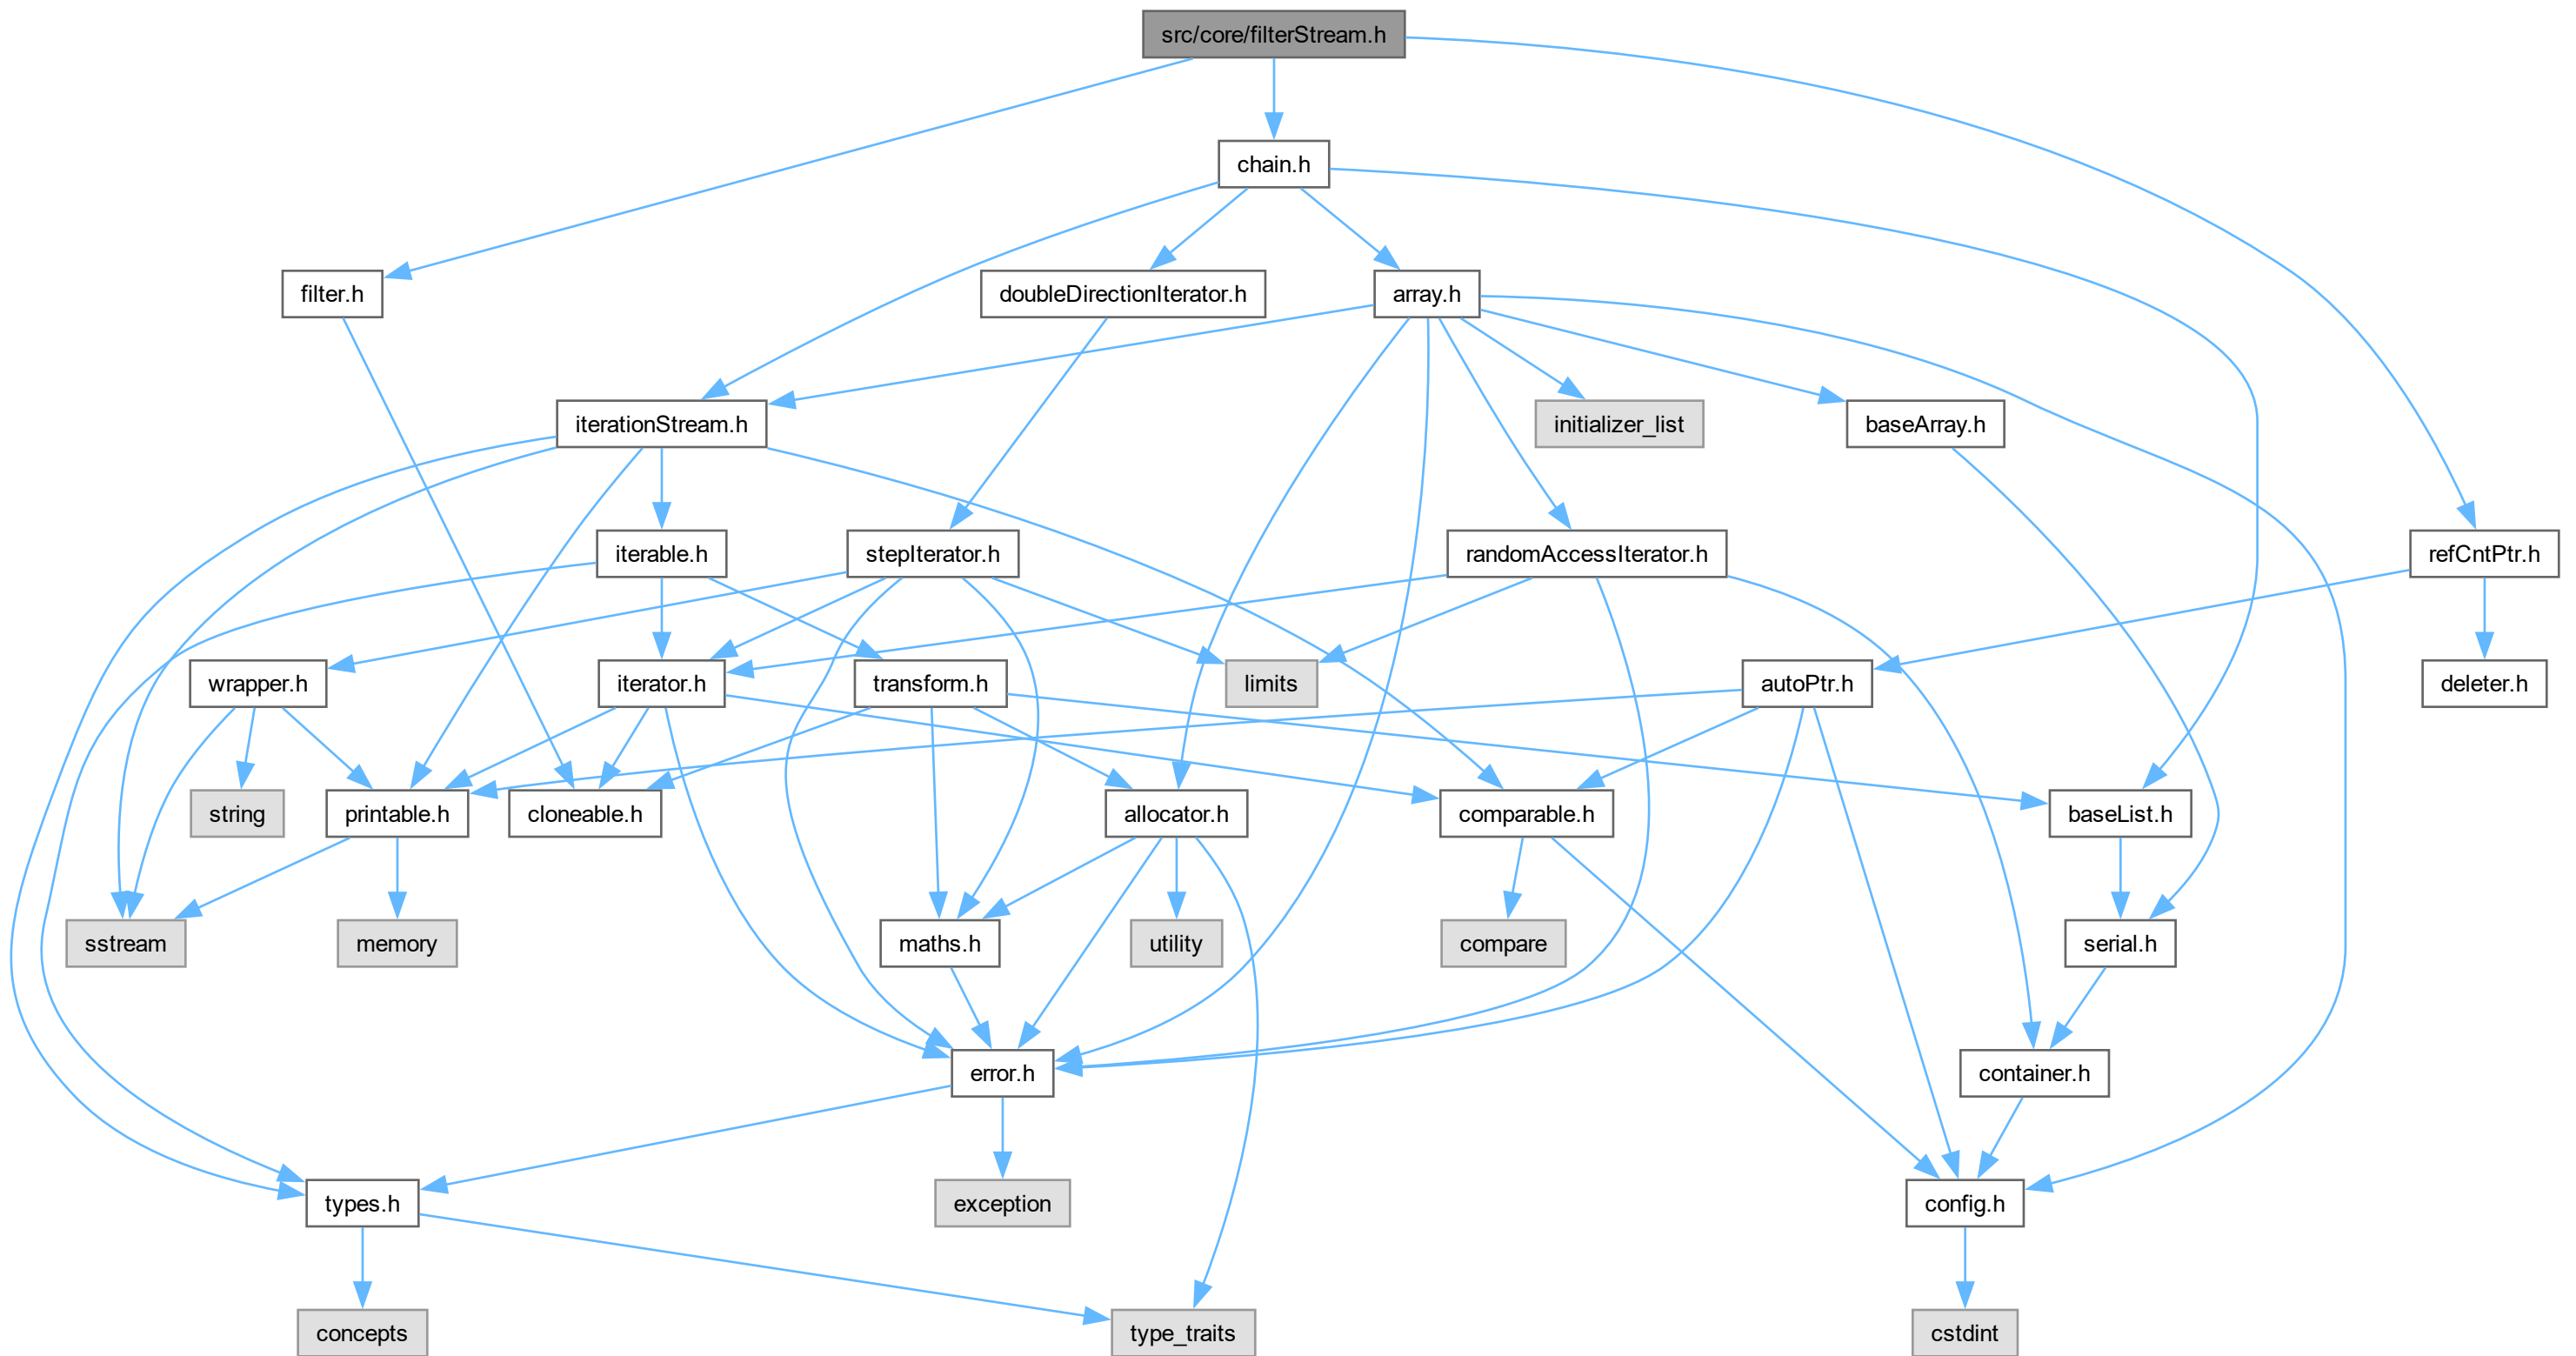 src/core/filterStream.h
chain.h
filter.h
doubleDirectionIterator.h
array.h
iterationStream.h
initializer_list
baseArray.h
iterable.h
stepIterator.h
randomAccessIterator.h
refCntPtr.h
wrapper.h
iterator.h
transform.h
limits
autoPtr.h
deleter.h
string
printable.h
cloneable.h
allocator.h
comparable.h
baseList.h
sstream
memory
maths.h
utility
compare
serial.h
error.h
container.h
types.h
exception
config.h
concepts
type_traits
cstdint